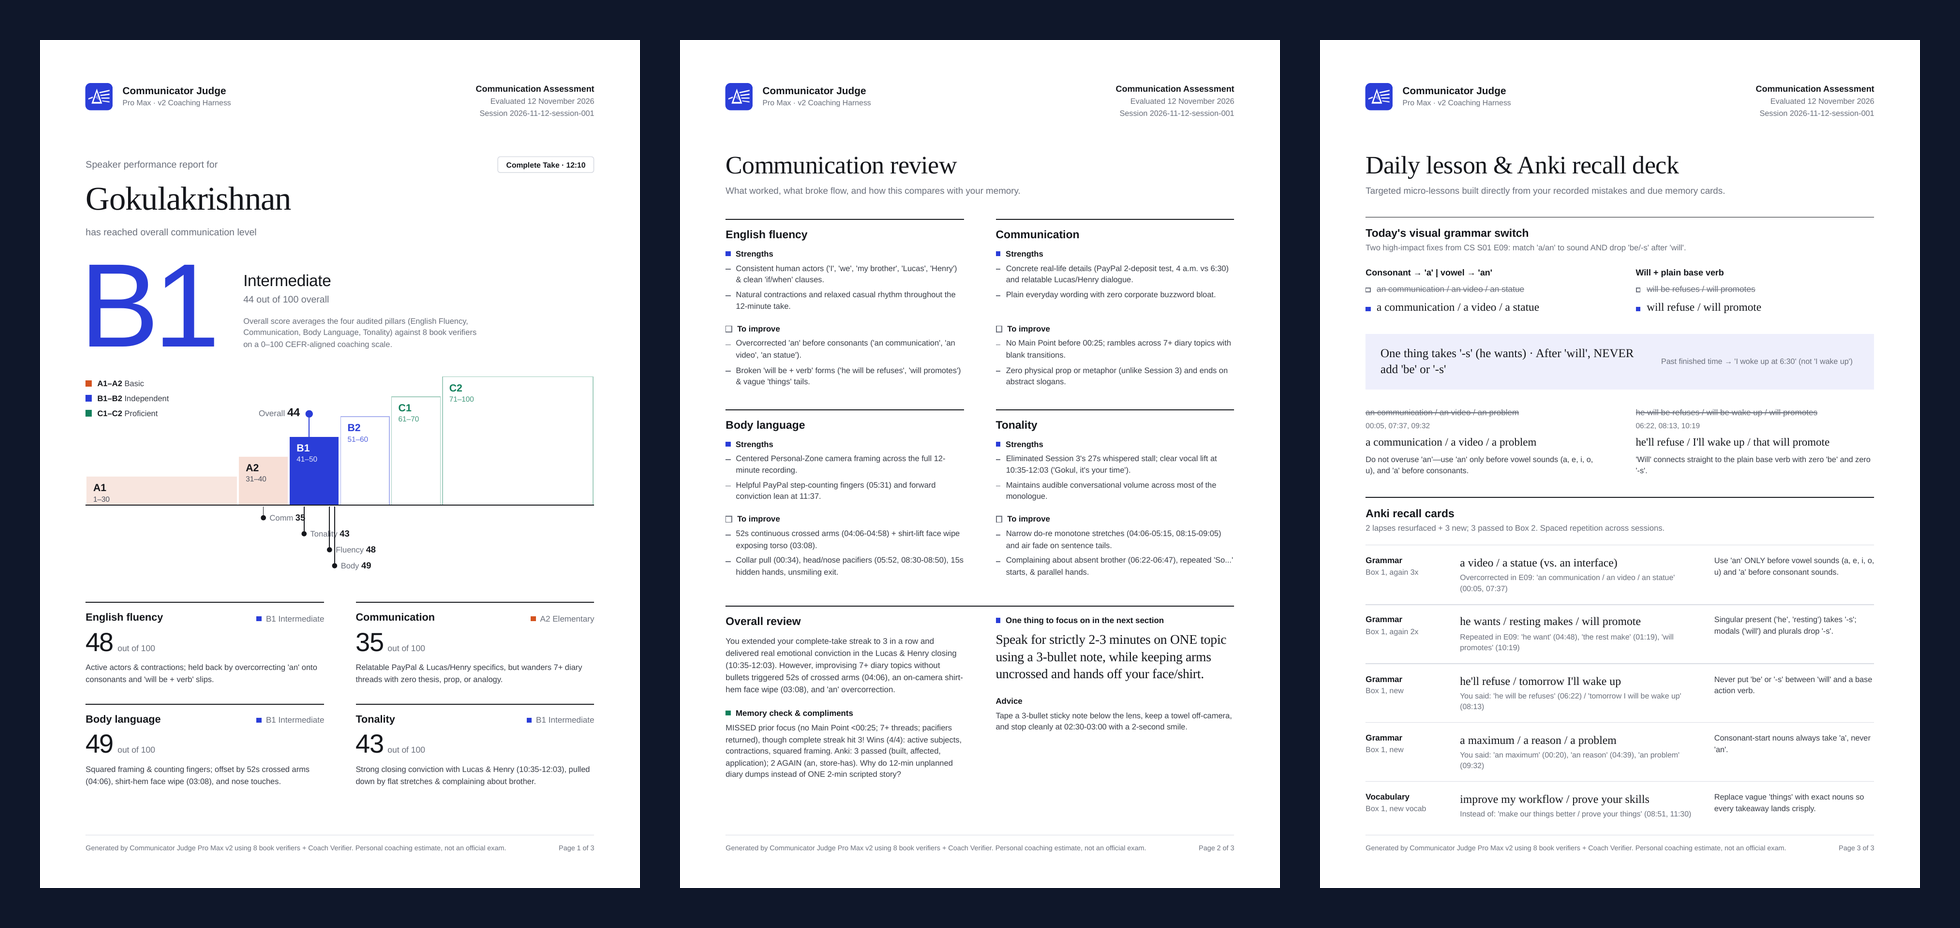 Communicator Judge
Pro Max · v2 Coaching Harness
Communication Assessment
Evaluated 12 November 2026
Session 2026-11-12-session-001
Speaker performance report for
Complete Take · 12:10
Gokulakrishnan
has reached overall communication level
B1
Intermediate
44 out of 100 overall
Overall score averages the four audited pillars (English Fluency,
Communication, Body Language, Tonality) against 8 book verifiers
on a 0–100 CEFR-aligned coaching scale.
A1–A2 Basic
B1–B2 Independent
C1–C2 Proficient
Overall 44
A1
1–30
A2
31–40
B1
41–50
B2
51–60
C1
61–70
C2
71–100
Comm 35
Tonality 43
Fluency 48
Body 49
English fluency
B1 Intermediate
48 out of 100
Active actors & contractions; held back by overcorrecting 'an' onto
consonants and 'will be + verb' slips.
Communication
A2 Elementary
35 out of 100
Relatable PayPal & Lucas/Henry specifics, but wanders 7+ diary
threads with zero thesis, prop, or analogy.
Body language
B1 Intermediate
49 out of 100
Squared framing & counting fingers; offset by 52s crossed arms
(04:06), shirt-hem face wipe (03:08), and nose touches.
Tonality
B1 Intermediate
43 out of 100
Strong closing conviction with Lucas & Henry (10:35-12:03), pulled
down by flat stretches & complaining about brother.
Generated by Communicator Judge Pro Max v2 using 8 book verifiers + Coach Verifier. Personal coaching estimate, not an official exam.
Page 1 of 3
Communicator Judge
Pro Max · v2 Coaching Harness
Communication Assessment
Evaluated 12 November 2026
Session 2026-11-12-session-001
Communication review
What worked, what broke flow, and how this compares with your memory.
English fluency
Strengths
– Consistent human actors ('I', 'we', 'my brother', 'Lucas', 'Henry')
& clean 'if/when' clauses.
– Natural contractions and relaxed casual rhythm throughout the
12-minute take.
To improve
– Overcorrected 'an' before consonants ('an communication', 'an
video', 'an statue').
– Broken 'will be + verb' forms ('he will be refuses', 'will promotes')
& vague 'things' tails.
Communication
Strengths
– Concrete real-life details (PayPal 2-deposit test, 4 a.m. vs 6:30)
and relatable Lucas/Henry dialogue.
– Plain everyday wording with zero corporate buzzword bloat.
To improve
– No Main Point before 00:25; rambles across 7+ diary topics with
blank transitions.
– Zero physical prop or metaphor (unlike Session 3) and ends on
abstract slogans.
Body language
Strengths
– Centered Personal-Zone camera framing across the full 12-
minute recording.
– Helpful PayPal step-counting fingers (05:31) and forward
conviction lean at 11:37.
To improve
– 52s continuous crossed arms (04:06-04:58) + shirt-lift face wipe
exposing torso (03:08).
– Collar pull (00:34), head/nose pacifiers (05:52, 08:30-08:50), 15s
hidden hands, unsmiling exit.
Tonality
Strengths
– Eliminated Session 3's 27s whispered stall; clear vocal lift at
10:35-12:03 ('Gokul, it's your time').
– Maintains audible conversational volume across most of the
monologue.
To improve
– Narrow do-re monotone stretches (04:06-05:15, 08:15-09:05)
and air fade on sentence tails.
– Complaining about absent brother (06:22-06:47), repeated 'So...'
starts, & parallel hands.
Overall review
You extended your complete-take streak to 3 in a row and
delivered real emotional conviction in the Lucas & Henry closing
(10:35-12:03). However, improvising 7+ diary topics without
bullets triggered 52s of crossed arms (04:06), an on-camera shirt-
hem face wipe (03:08), and 'an' overcorrection.
Memory check & compliments
MISSED prior focus (no Main Point <00:25; 7+ threads; pacifiers
returned), though complete streak hit 3! Wins (4/4): active subjects,
contractions, squared framing. Anki: 3 passed (built, affected,
application); 2 AGAIN (an, store-has). Why do 12-min unplanned
diary dumps instead of ONE 2-min scripted story?
One thing to focus on in the next section
Speak for strictly 2-3 minutes on ONE topic
using a 3-bullet note, while keeping arms
uncrossed and hands off your face/shirt.
Advice
Tape a 3-bullet sticky note below the lens, keep a towel off-camera,
and stop cleanly at 02:30-03:00 with a 2-second smile.
Generated by Communicator Judge Pro Max v2 using 8 book verifiers + Coach Verifier. Personal coaching estimate, not an official exam.
Page 2 of 3
Communicator Judge
Pro Max · v2 Coaching Harness
Communication Assessment
Evaluated 12 November 2026
Session 2026-11-12-session-001
Daily lesson & Anki recall deck
Targeted micro-lessons built directly from your recorded mistakes and due memory cards.
Today's visual grammar switch
Two high-impact fixes from CS S01 E09: match 'a/an' to sound AND drop 'be/-s' after 'will'.
Consonant → 'a' | vowel → 'an'
an communication / an video / an statue
a communication / a video / a statue
Will + plain base verb
will be refuses / will promotes
will refuse / will promote
One thing takes '-s' (he wants) · After 'will', NEVER
add 'be' or '-s'
Past finished time → 'I woke up at 6:30' (not 'I wake up')
an communication / an video / an problem
00:05, 07:37, 09:32
a communication / a video / a problem
Do not overuse 'an'—use 'an' only before vowel sounds (a, e, i, o,
u), and 'a' before consonants.
he will be refuses / will be wake up / will promotes
06:22, 08:13, 10:19
he'll refuse / I'll wake up / that will promote
'Will' connects straight to the plain base verb with zero 'be' and zero
'-s'.
Anki recall cards
2 lapses resurfaced + 3 new; 3 passed to Box 2. Spaced repetition across sessions.
Grammar
Box 1, again 3x
a video / a statue (vs. an interface)
Overcorrected in E09: 'an communication / an video / an statue'
(00:05, 07:37)
Use 'an' ONLY before vowel sounds (a, e, i, o,
u) and 'a' before consonant sounds.
Grammar
Box 1, again 2x
he wants / resting makes / will promote
Repeated in E09: 'he want' (04:48), 'the rest make' (01:19), 'will
promotes' (10:19)
Singular present ('he', 'resting') takes '-s';
modals ('will') and plurals drop '-s'.
Grammar
Box 1, new
he'll refuse / tomorrow I'll wake up
You said: 'he will be refuses' (06:22) / 'tomorrow I will be wake up'
(08:13)
Never put 'be' or '-s' between 'will' and a base
action verb.
Grammar
Box 1, new
a maximum / a reason / a problem
You said: 'an maximum' (00:20), 'an reason' (04:39), 'an problem'
(09:32)
Consonant-start nouns always take 'a', never
'an'.
Vocabulary
Box 1, new vocab
improve my workflow / prove your skills
Instead of: 'make our things better / prove your things' (08:51, 11:30)
Replace vague 'things' with exact nouns so
every takeaway lands crisply.
Generated by Communicator Judge Pro Max v2 using 8 book verifiers + Coach Verifier. Personal coaching estimate, not an official exam.
Page 3 of 3